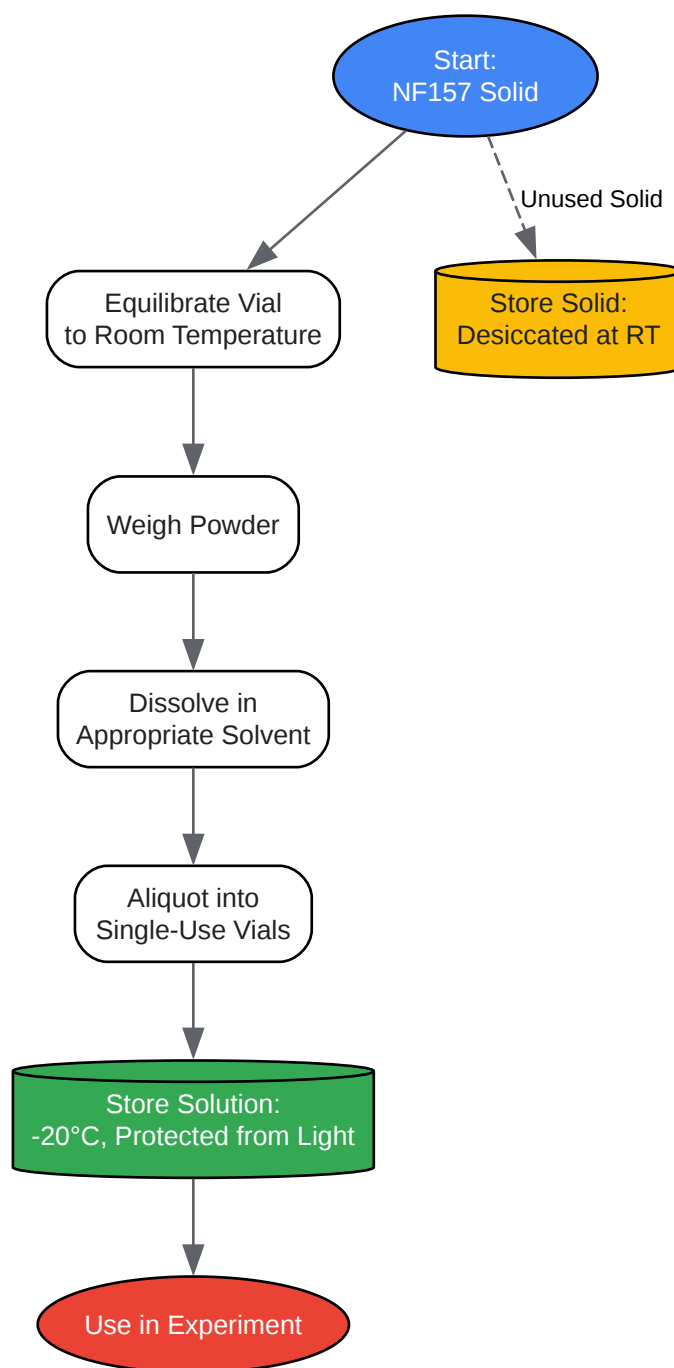 Start:
NF157 Solid
Unused Solid
Equilibrate Vial
to Room Temperature
Store Solid:
Desiccated at RT
Weigh Powder
Dissolve in
Appropriate Solvent
Aliquot into
Single-Use Vials
Store Solution:
-20°C, Protected from Light
Use in Experiment